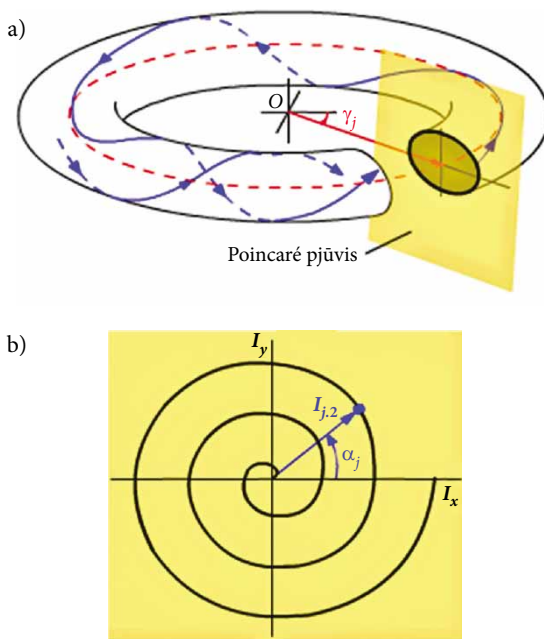 a)
O
γj
Poincaré pjūvis
b)
Iy
Ij.2
αj
Ix